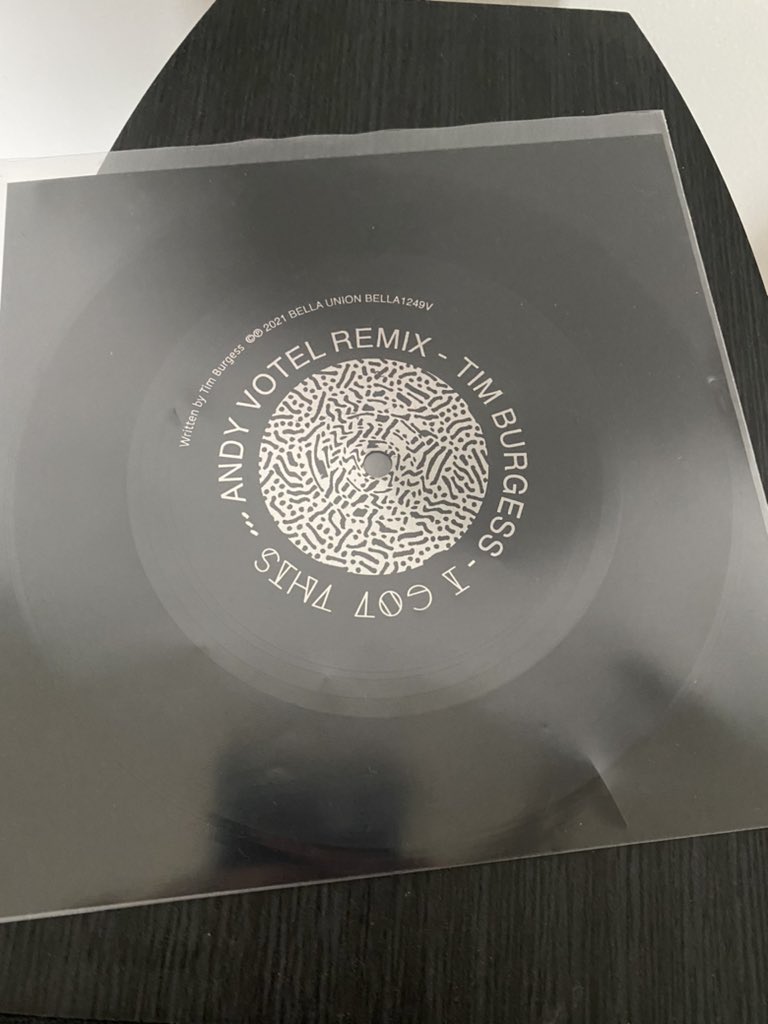 Written by Tim Burgess ©℗ 2021 BELLA UNION BELLA1249V
ANDY VOTEL REMIX - TIM BURGESS - I GOT THIS ...